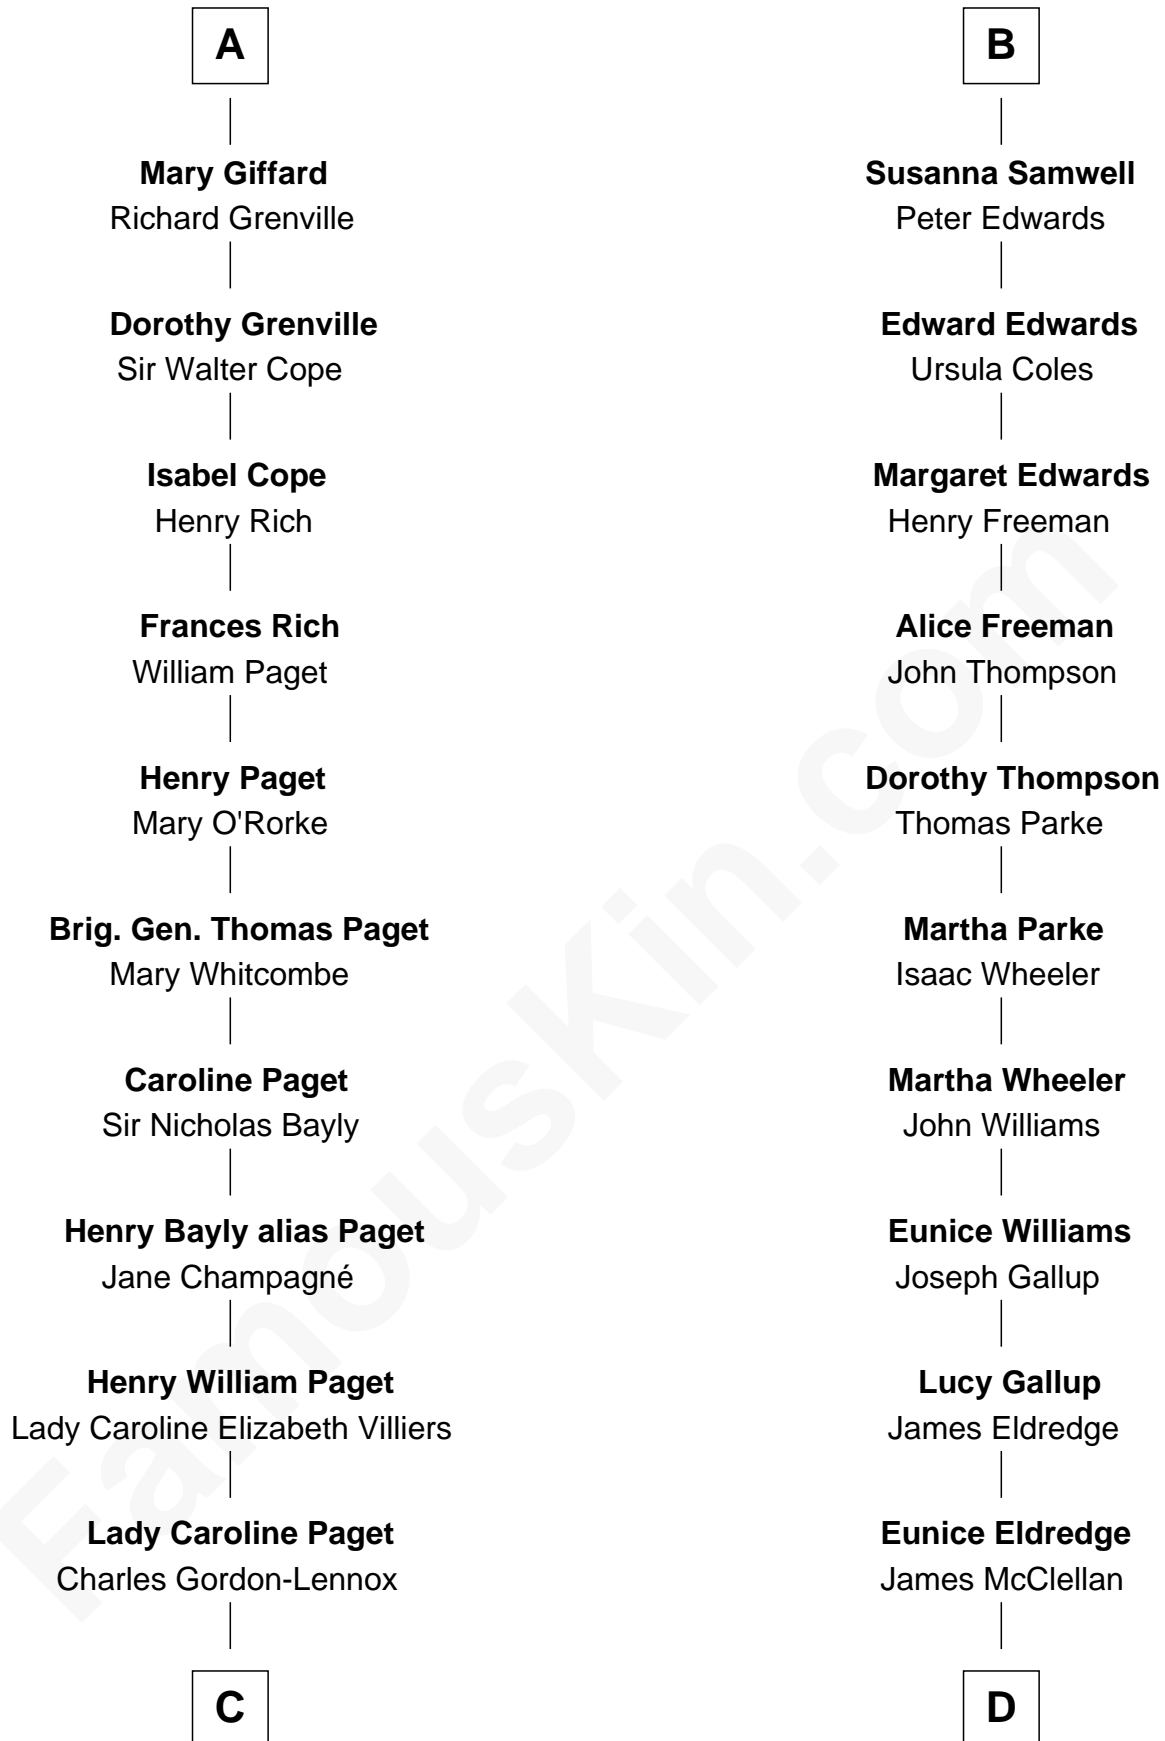 A
Mary Giffard
Richard Grenville
Dorothy Grenville
Sir Walter Cope
Isabel Cope
Henry Rich
Frances Rich
William Paget
Henry Paget
Mary O'Rorke
Brig. Gen. Thomas Paget
Mary Whitcombe
Caroline Paget
Sir Nicholas Bayly
Henry Bayly alias Paget
Jane Champagné
Henry William Paget
Lady Caroline Elizabeth Villiers
Lady Caroline Paget
Charles Gordon-Lennox
C
B
Susanna Samwell
Peter Edwards
Edward Edwards
Ursula Coles
Margaret Edwards
Henry Freeman
Alice Freeman
John Thompson
Dorothy Thompson
Thomas Parke
Martha Parke
Isaac Wheeler
Martha Wheeler
John Williams
Eunice Williams
Joseph Gallup
Lucy Gallup
James Eldredge
Eunice Eldredge
James McClellan
D
FamousKin.com